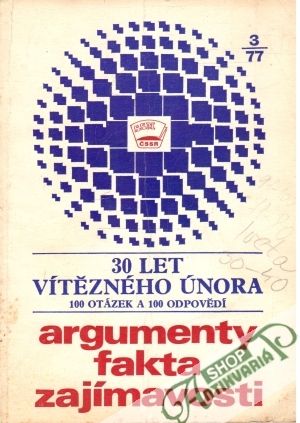 3
77
SSM
ČSSR
30 LET
VÍTĚZNÉHO ÚNORA
100 OTÁZEK A 100 ODPOVĚDÍ
argumenty
fakta
zajímavosti
SHOP
ANTIKVARIÁT